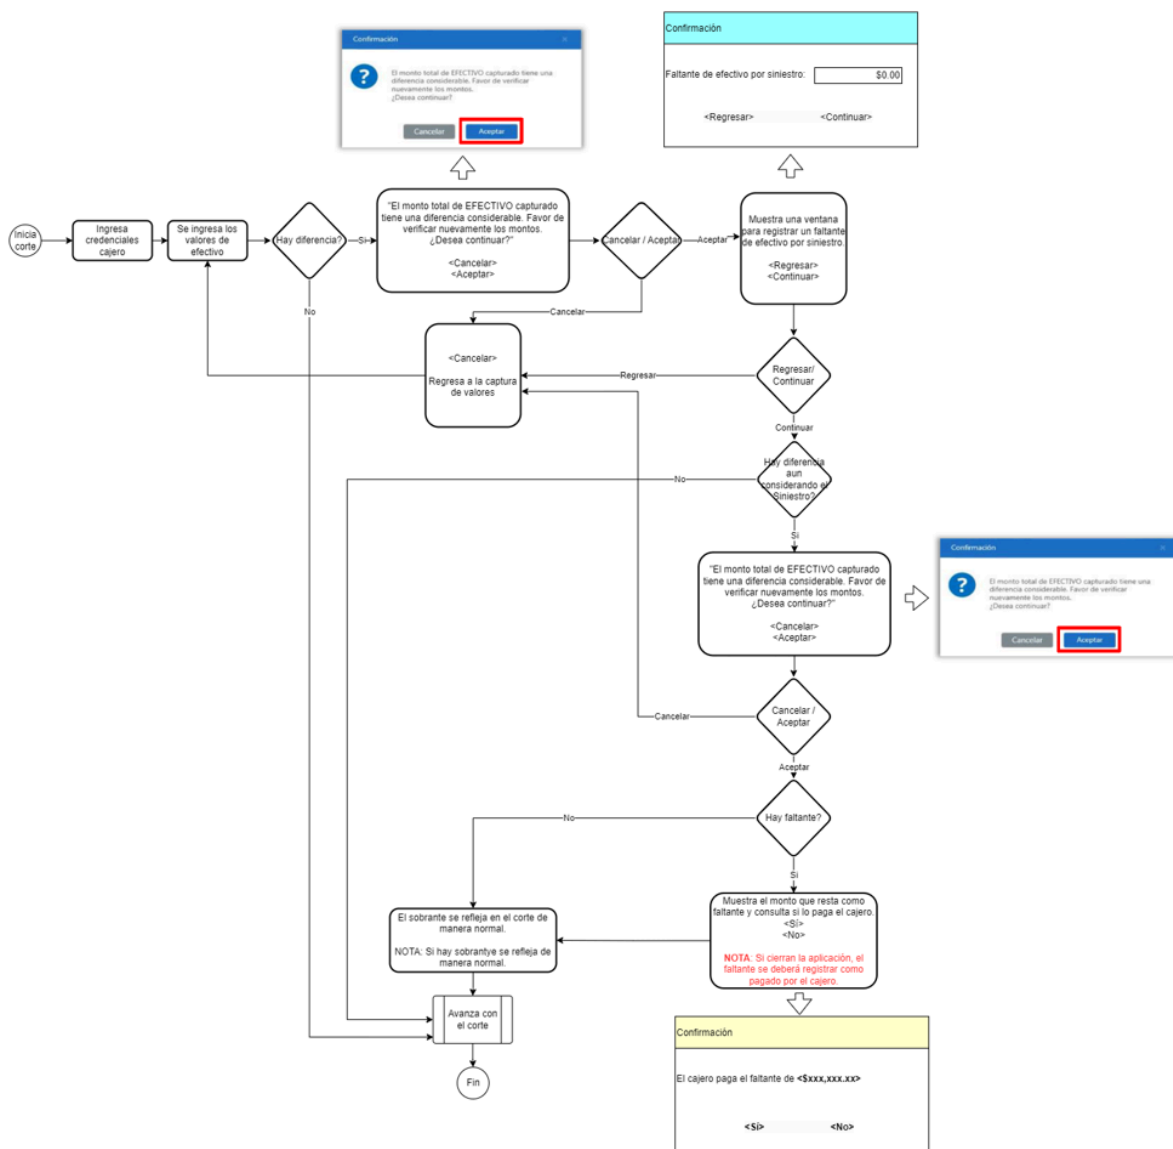 Confirmación
El monto total de EFECTIVO capturado tiene una
diferencia considerable. Favor de verificar
nuevamente los montos.
¿Desea continuar?
Cancelar
Aceptar
Confirmación
Faltante de efectivo por siniestro:
$0.00
<Regresar>
<Continuar>
Inicia
corte
Ingresa
credenciales
cajero
Se ingresa los
valores de
efectivo
Hay diferencia?
Si
"El monto total de EFECTIVO capturado
tiene una diferencia considerable. Favor de
verificar nuevamente los montos.
¿Desea continuar?"
<Cancelar>
<Aceptar>
Cancelar / Aceptar
Aceptar
Muestra una ventana
para registrar un faltante
de efectivo por siniestro.
<Regresar>
<Continuar>
No
Cancelar
<Cancelar>
Regresa a la captura
de valores
Regresar
Regresar/
Continuar
Continuar
Hay diferencia
aun
considerando el
Siniestro?
No
Si
"El monto total de EFECTIVO capturado
tiene una diferencia considerable. Favor de
verificar nuevamente los montos.
¿Desea continuar?"
<Cancelar>
<Aceptar>
Confirmación
El monto total de EFECTIVO capturado tiene una
diferencia considerable. Favor de verificar
nuevamente los montos.
¿Desea continuar?
Cancelar
Aceptar
Cancelar /
Aceptar
Cancelar
Aceptar
Hay faltante?
No
Si
Muestra el monto que resta como
faltante y consulta si lo paga el cajero.
<Sí>
<No>
NOTA: Si cierran la aplicación, el
faltante se deberá registrar como
pagado por el cajero.
El sobrante se refleja en el corte de
manera normal.
NOTA: Si hay sobrantye se refleja de
manera normal.
Avanza con
el corte
Fin
Confirmación
El cajero paga el faltante de <$xxx,xxx.xx>
<Sí>
<No>